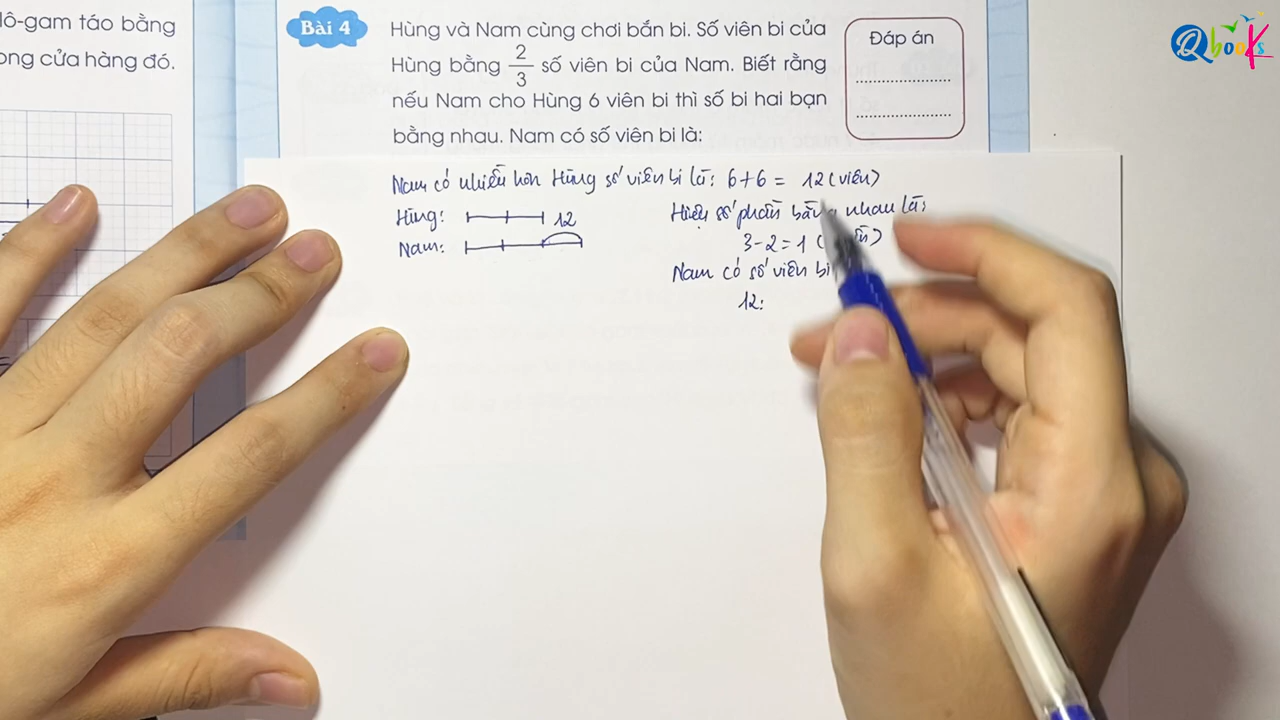 lô-gam táo bằng
ong cửa hàng đó.
Bài 4
Hùng và Nam cùng chơi bắn bi. Số viên bi của
Hùng bằng 2/3 số viên bi của Nam. Biết rằng
nếu Nam cho Hùng 6 viên bi thì số bi hai bạn
bằng nhau. Nam có số viên bi là:
Đáp án
Qbooks
Nam có nhiều hơn Hùng số viên bi là: 6+6 = 12 (viên)
Hùng:
12
Nam:
Hiệu số phần bằng nhau là:
3-2=1
Nam có số viên bi
12: